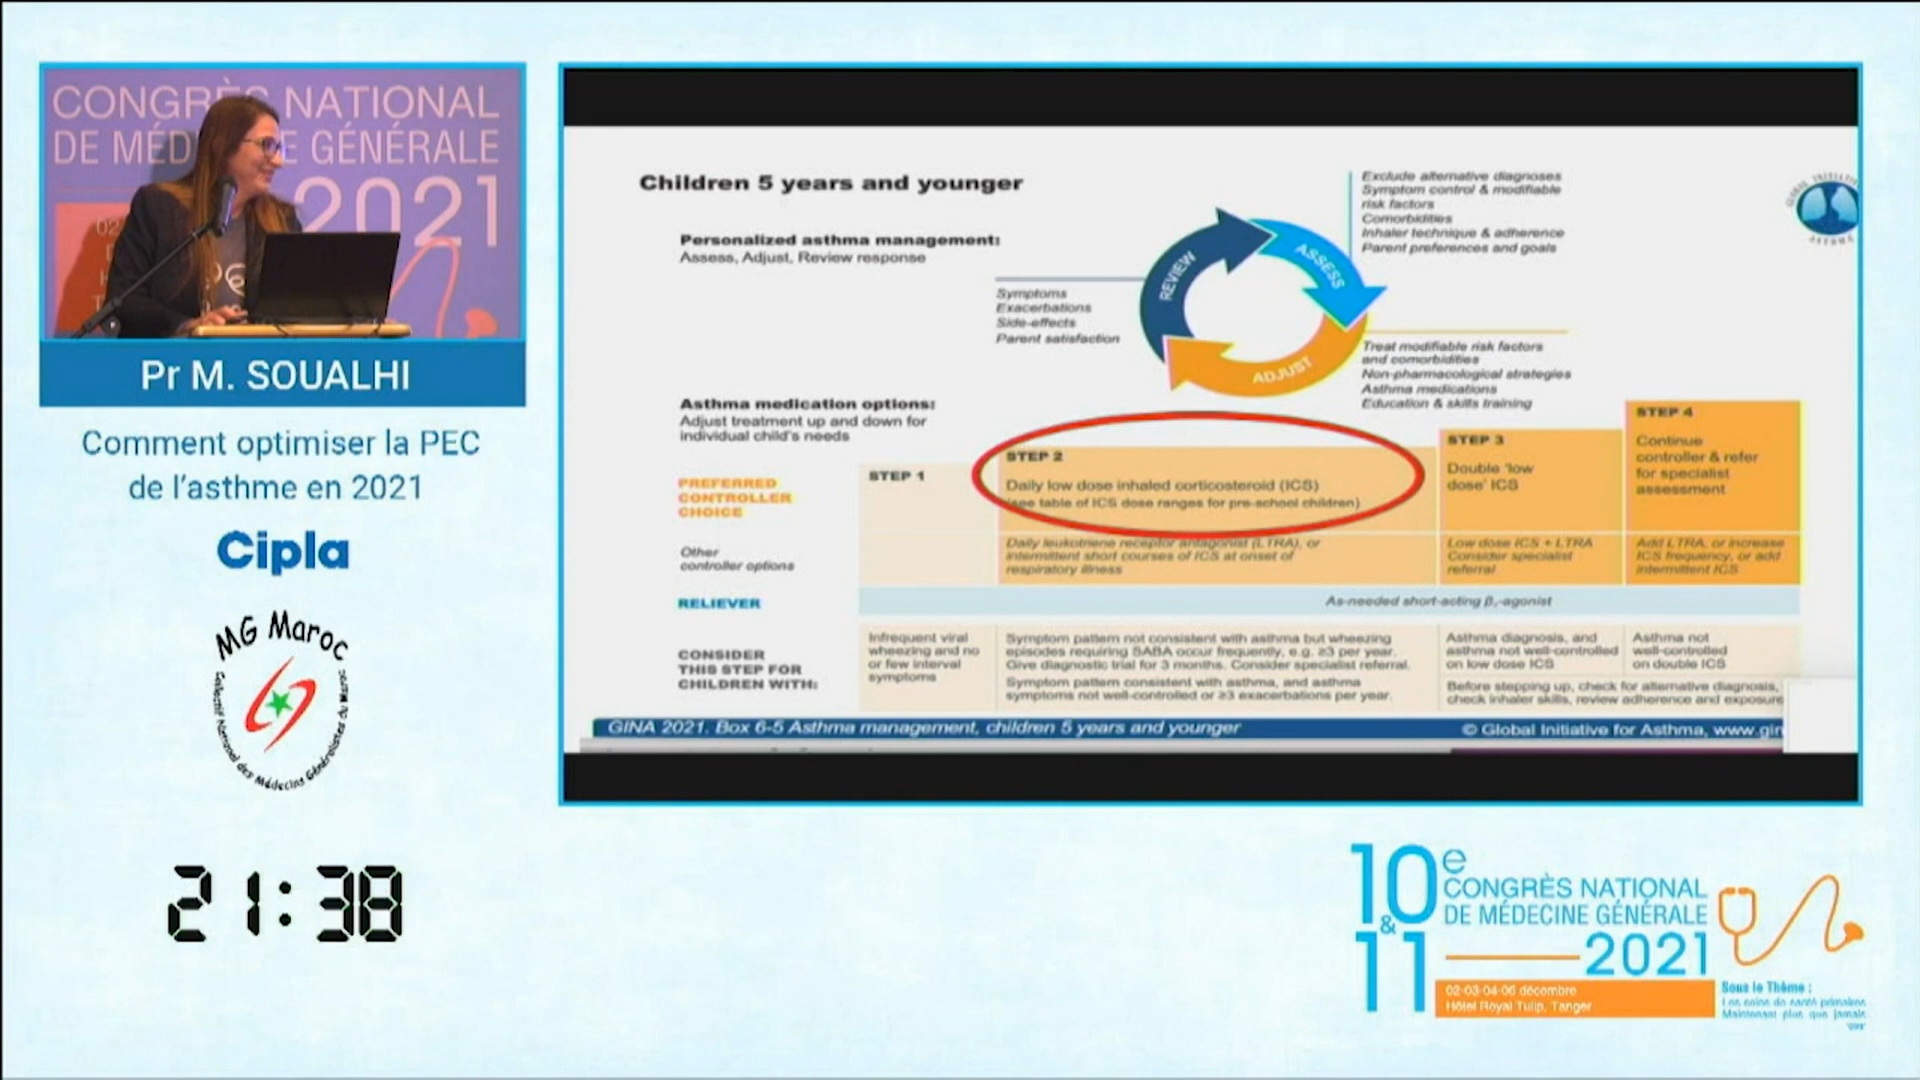 CONGRÈS NATIONAL
DE MÉD E GÉNÉRALE
2021
02
Pr M. SOUALHI
Comment optimiser la PEC
de l'asthme en 2021
Cipla
MG Maroc
Collectif National des Médecins Généralistes du Maroc
21:38
Children 5 years and younger
Personalized asthma management:
Assess, Adjust, Review response
Exclude alternative diagnoses
Symptom control & modifiable
risk factors
Comorbidities
Inhaler technique & adherence
Parent preferences and goals
REVIEW
ASSESS
ADJUST
Symptoms
Exacerbations
Side-effects
Parent satisfaction
Treat modifiable risk factors
and comorbidities
Non-pharmacological strategies
Asthma medications
Education & skills training
Asthma medication options:
Adjust treatment up and down for
individual child's needs
PREFERRED
CONTROLLER
CHOICE
STEP 1
STEP 2
Daily low dose inhaled corticosteroid (ICS)
(see table of ICS dose ranges for pre-school children)
STEP 3
Double 'low
dose' ICS
STEP 4
Continue
controller & refer
for specialist
assessment
Other
controller options
Daily leukotriene receptor antagonist (LTRA), or
intermittent short courses of ICS at onset of
respiratory illness
Low dose ICS + LTRA
Consider specialist
referral
Add LTRA, or increase
ICS frequency, or add
intermittent ICS
RELIEVER
As-needed short-acting β₂-agonist
CONSIDER
THIS STEP FOR
CHILDREN WITH:
Infrequent viral
wheezing and no
or few interval
symptoms
Symptom pattern not consistent with asthma but wheezing
episodes requiring SABA occur frequently, e.g. ≥3 per year.
Give diagnostic trial for 3 months. Consider specialist referral.
Symptom pattern consistent with asthma, and asthma
symptoms not well-controlled or ≥3 exacerbations per year.
Asthma diagnosis, and
asthma not well-controlled
on low dose ICS
Asthma not
well-controlled
on double ICS
Before stepping up, check for alternative diagnosis,
check inhaler skills, review adherence and exposure
GINA 2021. Box 6-5 Asthma management, children 5 years and younger
© Global Initiative for Asthma, www.gin
10e
&
11
CONGRÈS NATIONAL
DE MÉDECINE GÉNÉRALE
2021
02-03-04-05 décembre
Hôtel Royal Tulip, Tanger
Sous le Thème :
Les soins de santé primaires
Maintenant plus que jamais